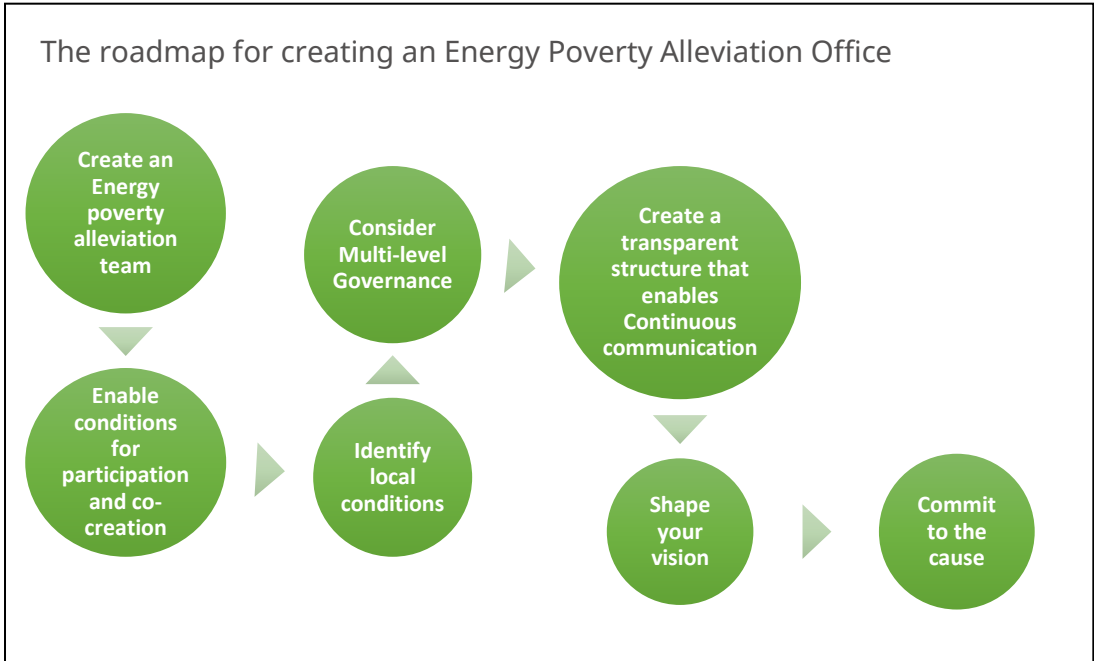 The roadmap for creating an Energy Poverty Alleviation Office
Create an
Energy
poverty
alleviation
team
Enable
conditions
for
participation
and co-
creation
Identify
local
conditions
Consider
Multi-level
Governance
Create a
transparent
structure that
enables
Continuous
communication
Shape
your
vision
Commit
to the
cause